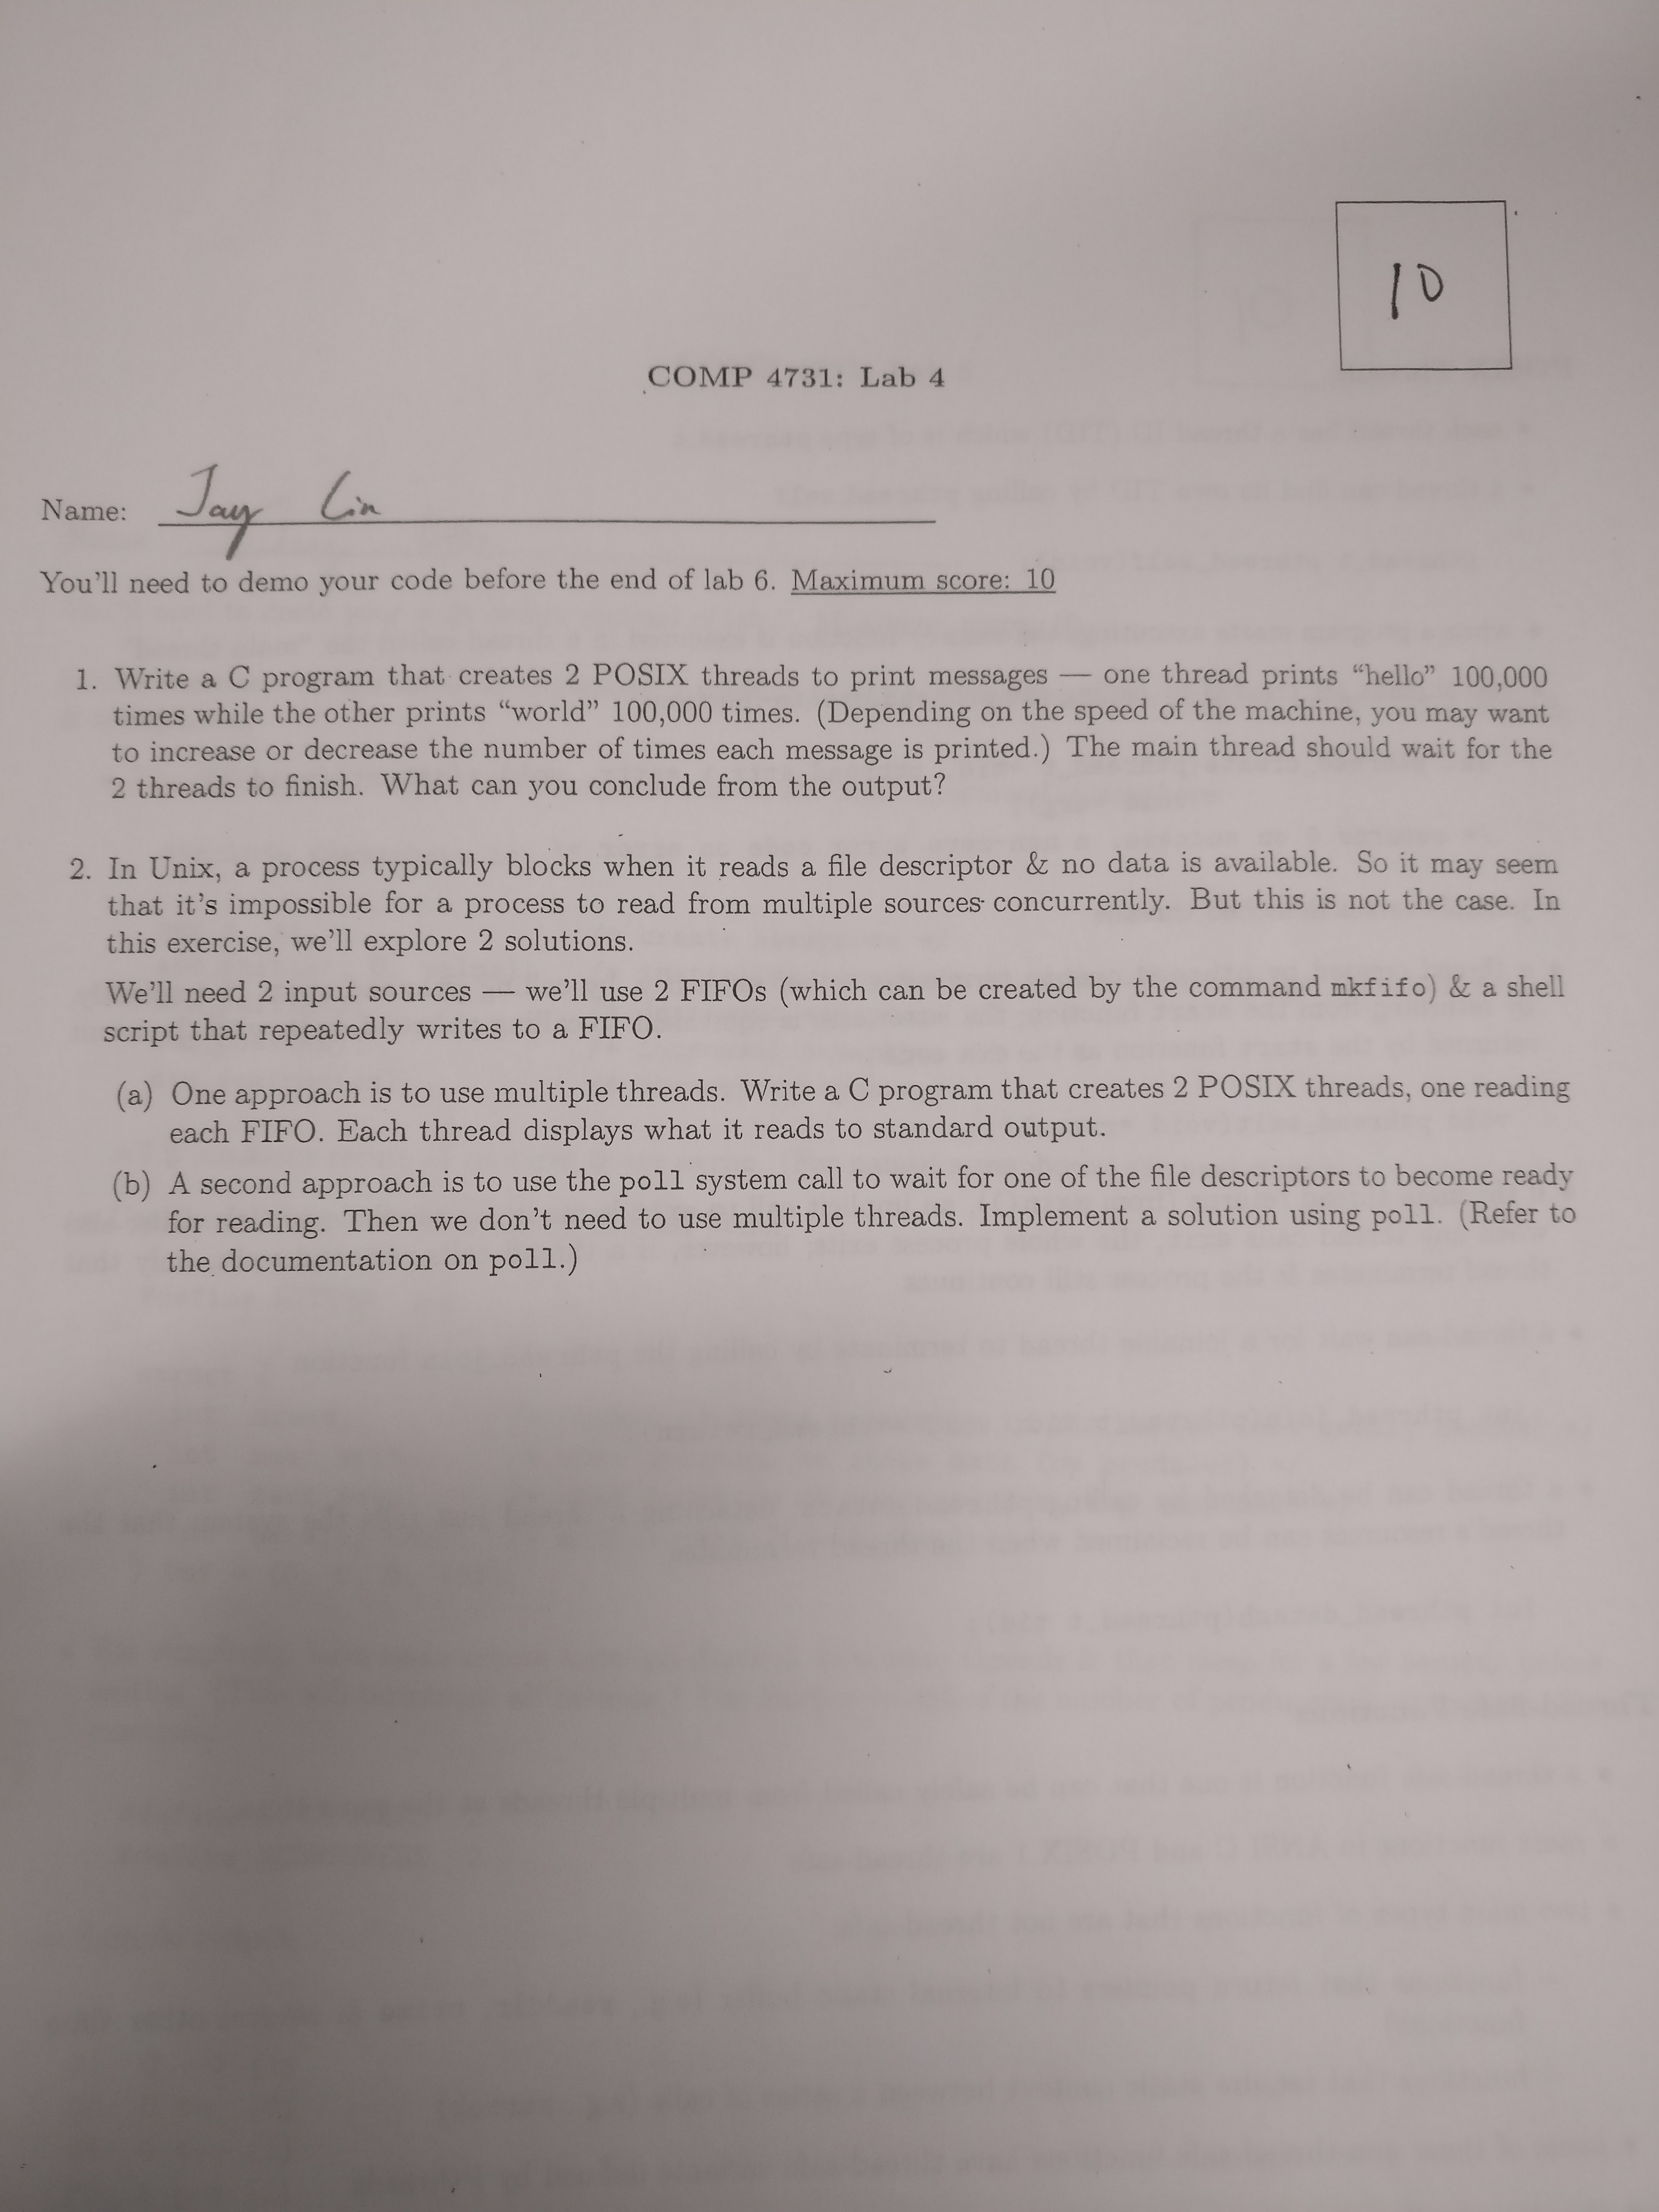 10
COMP 4731: Lab 4
Name: Jay Lin
You'll need to demo your code before the end of lab 6. Maximum score: 10
1. Write a C program that creates 2 POSIX threads to print messages — one thread prints “hello” 100,000
times while the other prints “world” 100,000 times. (Depending on the speed of the machine, you may want
to increase or decrease the number of times each message is printed.) The main thread should wait for the
2 threads to finish. What can you conclude from the output?
2. In Unix, a process typically blocks when it reads a file descriptor & no data is available. So it may seem
that it's impossible for a process to read from multiple sources concurrently. But this is not the case. In
this exercise, we'll explore 2 solutions.
We'll need 2 input sources — we'll use 2 FIFOs (which can be created by the command mkfifo) & a shell
script that repeatedly writes to a FIFO.
(a) One approach is to use multiple threads. Write a C program that creates 2 POSIX threads, one reading
each FIFO. Each thread displays what it reads to standard output.
(b) A second approach is to use the poll system call to wait for one of the file descriptors to become ready
for reading. Then we don't need to use multiple threads. Implement a solution using poll. (Refer to
the documentation on poll.)